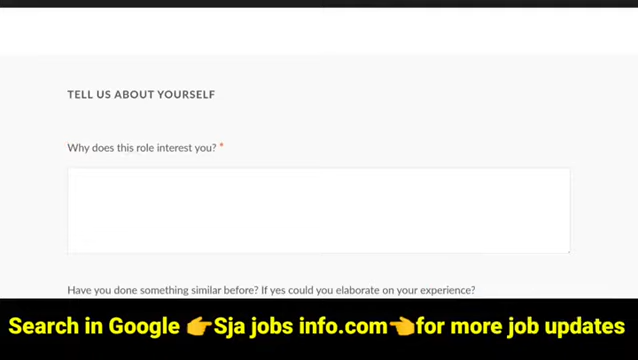 TELL US ABOUT YOURSELF
Why does this role interest you? *
Have you done something similar before? If yes could you elaborate on your experience?
Search in Google 👉Sja jobs info.com👈for more job updates